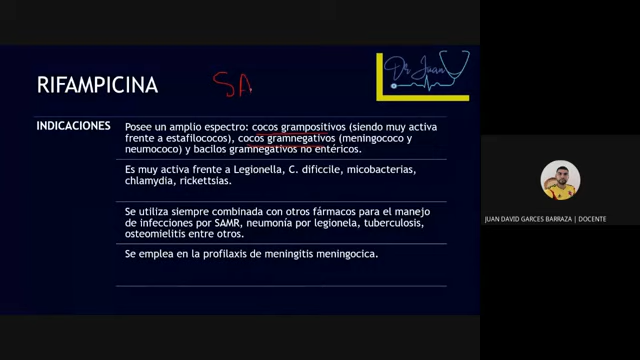 RIFAMPICINA
SA
Dr Juan
INDICACIONES
Posee un amplio espectro: cocos grampositivos (siendo muy activa
frente a estafilococos), cocos gramnegativos (meningococo y
neumococo) y bacilos gramnegativos no entéricos.
Es muy activa frente a Legionella, C. dificcile, micobacterias,
chlamydia, rickettsias.
Se utiliza siempre combinada con otros fármacos para el manejo
de infecciones por SAMR, neumonía por legionela, tuberculosis,
osteomielitis entre otros.
Se emplea en la profilaxis de meningitis meningocica.
JUAN DAVID GARCES BARRAZA | DOCENTE